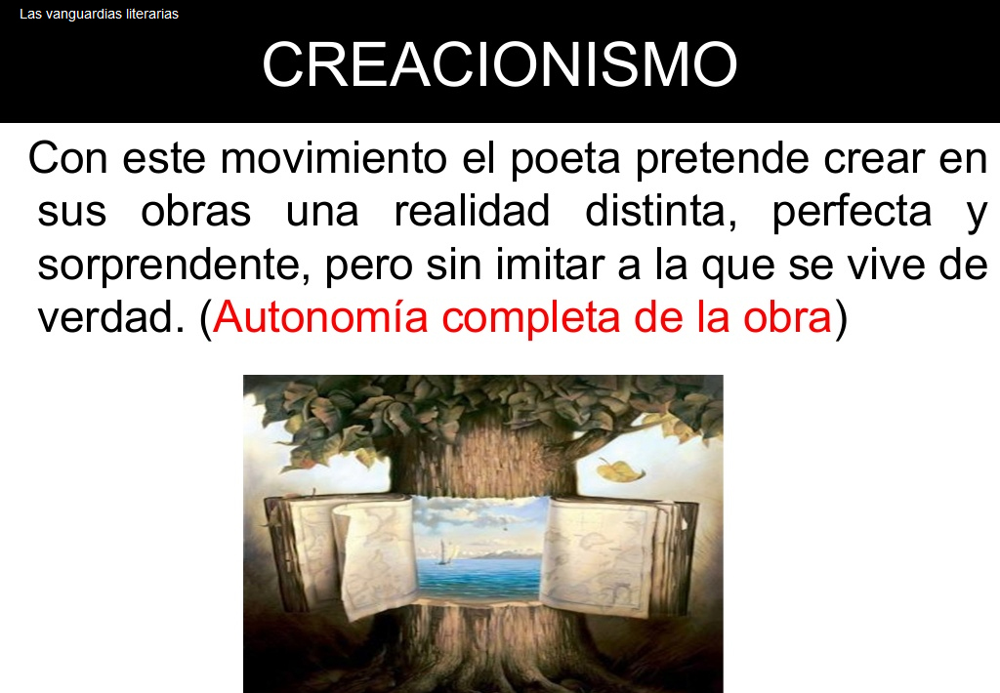 Las vanguardias literarias
CREACIONISMO
Con este movimiento el poeta pretende crear en
sus obras una realidad distinta, perfecta y
sorprendente, pero sin imitar a la que se vive de
verdad. (Autonomía completa de la obra)